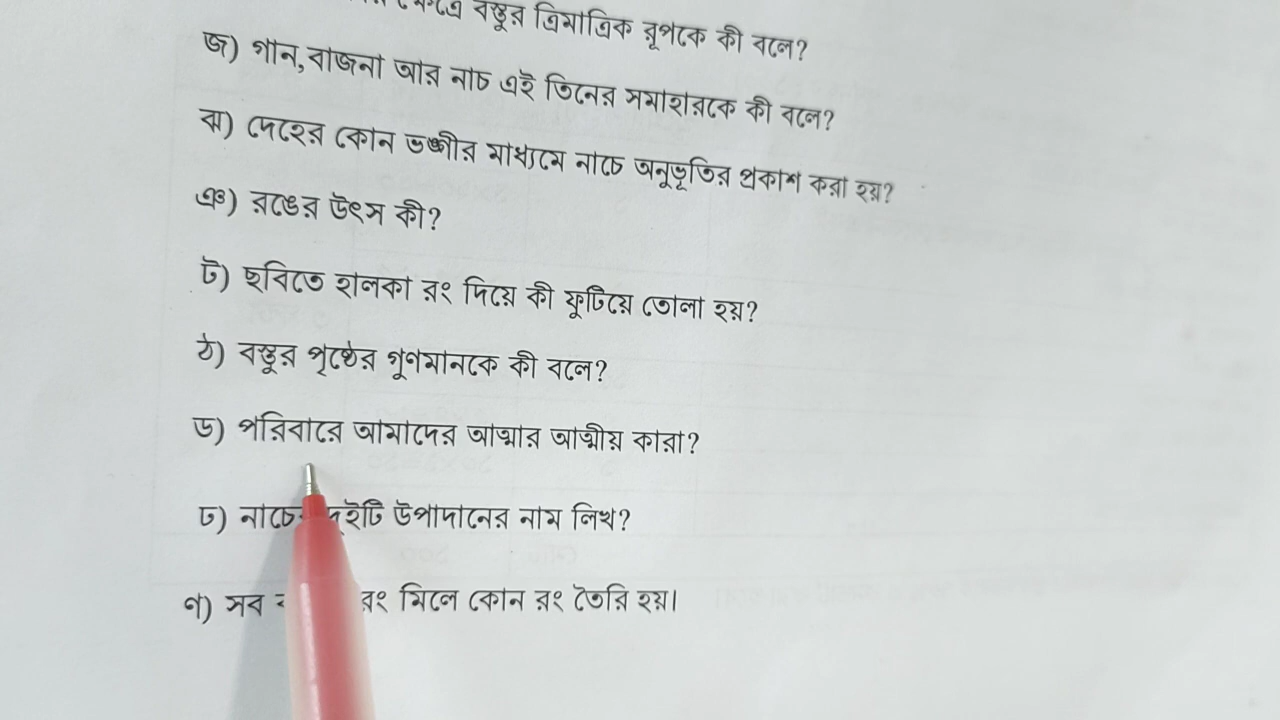 বস্তুর ত্রিমাত্রিক রূপকে কী বলে?
জ) গান, বাজনা আর নাচ এই তিনের সমাহারকে কী বলে?
ঝ) দেহের কোন ভঙ্গীর মাধ্যমে নাচে অনুভূতির প্রকাশ করা হয়?
ঞ) রঙের উৎস কী?
ট) ছবিতে হালকা রং দিয়ে কী ফুটিয়ে তোলা হয়?
ঠ) বস্তুর পৃষ্ঠের গুণমানকে কী বলে?
ড) পরিবারে আমাদের আত্মার আত্মীয় কারা?
ঢ) দুইটি উপাদানের নাম লিখ?
ণ) সব রং মিলে কোন রং তৈরি হয়।